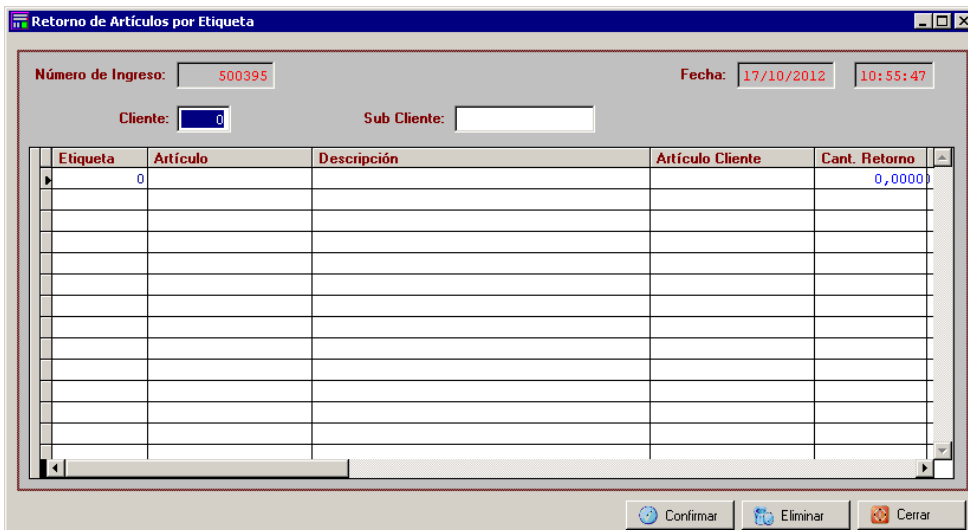 Retorno de Artículos por Etiqueta
Número de Ingreso: 500395 Fecha: 17/10/2012 10:55:47
Cliente: 0 Sub Cliente:
Etiqueta Artículo Descripción Artículo Cliente Cant. Retorno
0 0,0000
Confirmar Eliminar Cerrar